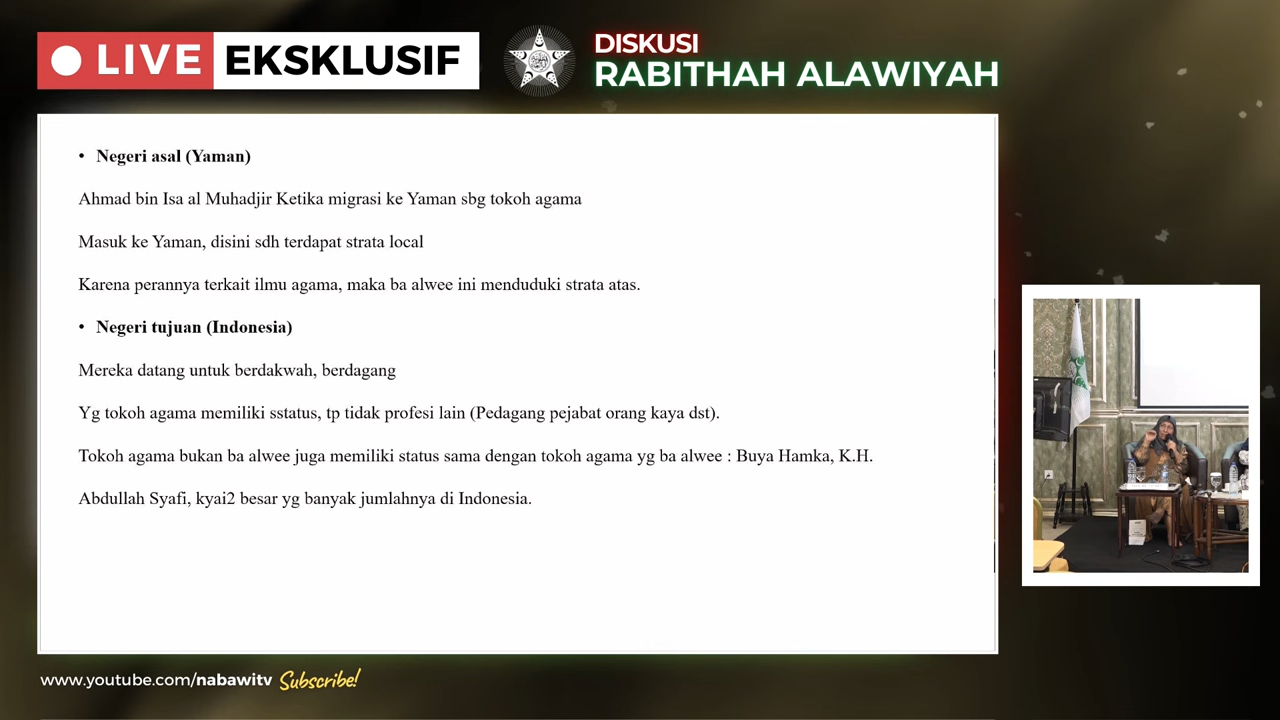 LIVE EKSKLUSIF
DISKUSI
RABITHAH ALAWIYAH
• Negeri asal (Yaman)
Ahmad bin Isa al Muhadjir Ketika migrasi ke Yaman sbg tokoh agama
Masuk ke Yaman, disini sdh terdapat strata local
Karena perannya terkait ilmu agama, maka ba alwee ini menduduki strata atas.
• Negeri tujuan (Indonesia)
Mereka datang untuk berdakwah, berdagang
Yg tokoh agama memiliki sstatus, tp tidak profesi lain (Pedagang pejabat orang kaya dst).
Tokoh agama bukan ba alwee juga memiliki status sama dengan tokoh agama yg ba alwee : Buya Hamka, K.H.
Abdullah Syafi, kyai2 besar yg banyak jumlahnya di Indonesia.
www.youtube.com/nabawitv Subscribe!